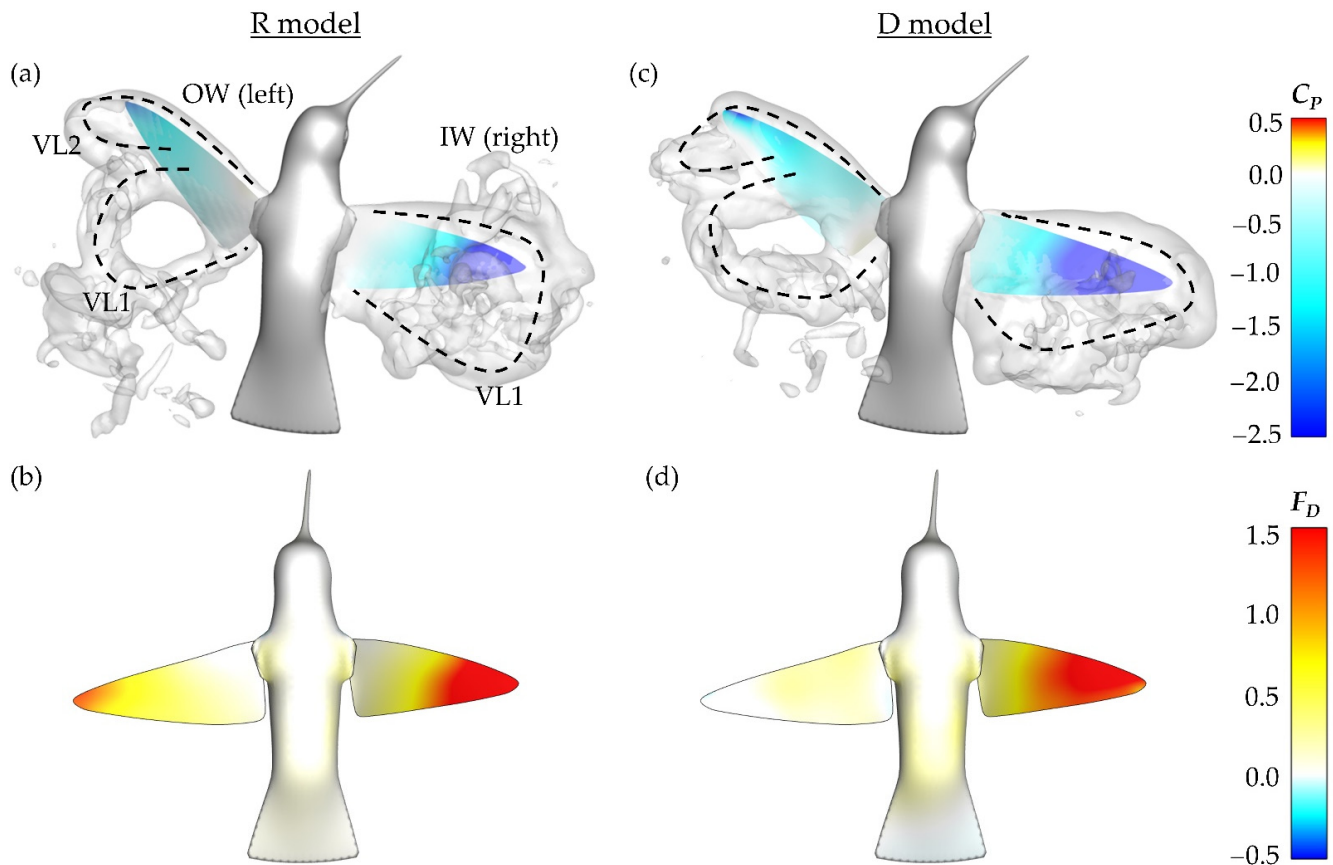 R model
D model
(a)
OW (left)
VL2
IW (right)
VL1
VL1
(c)
C_P
0.5
0.0
−0.5
−1.0
−1.5
−2.0
−2.5
(b)
(d)
F_D
1.5
1.0
0.5
0.0
−0.5